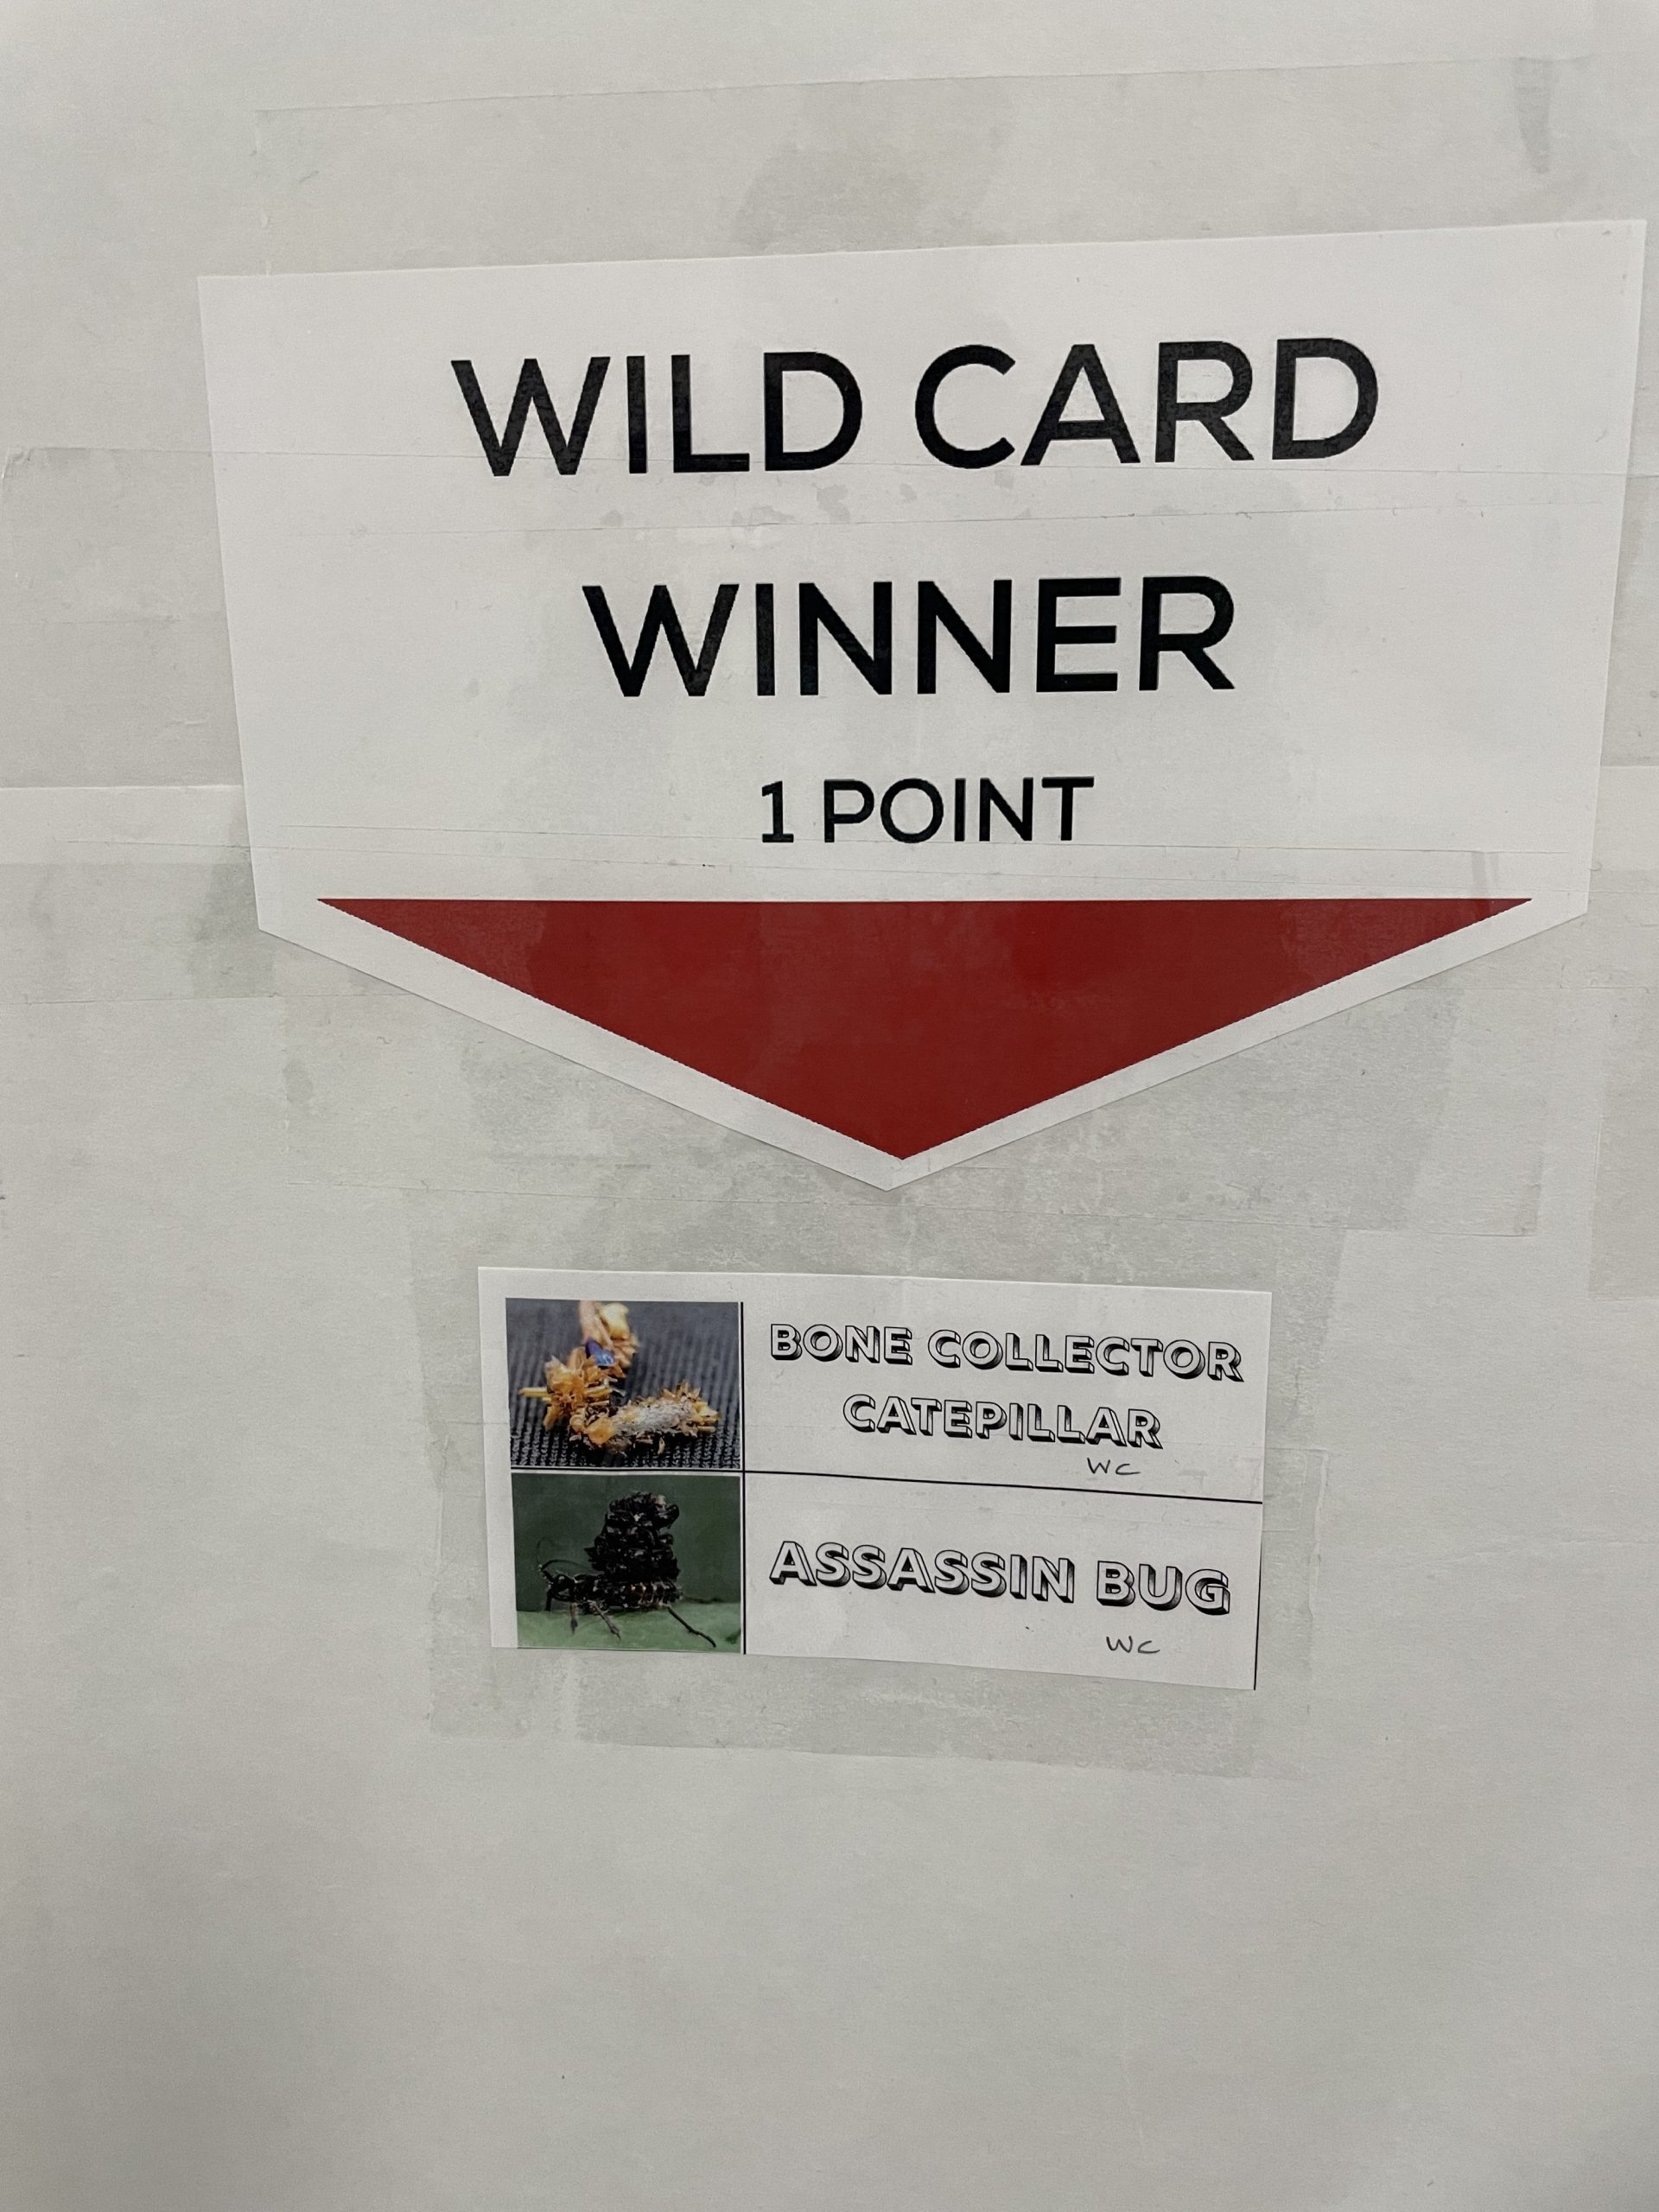 WILD CARD
WINNER
1 POINT
BONE COLLECTOR
CATEPILLAR
WC
ASSASSIN BUG
WC